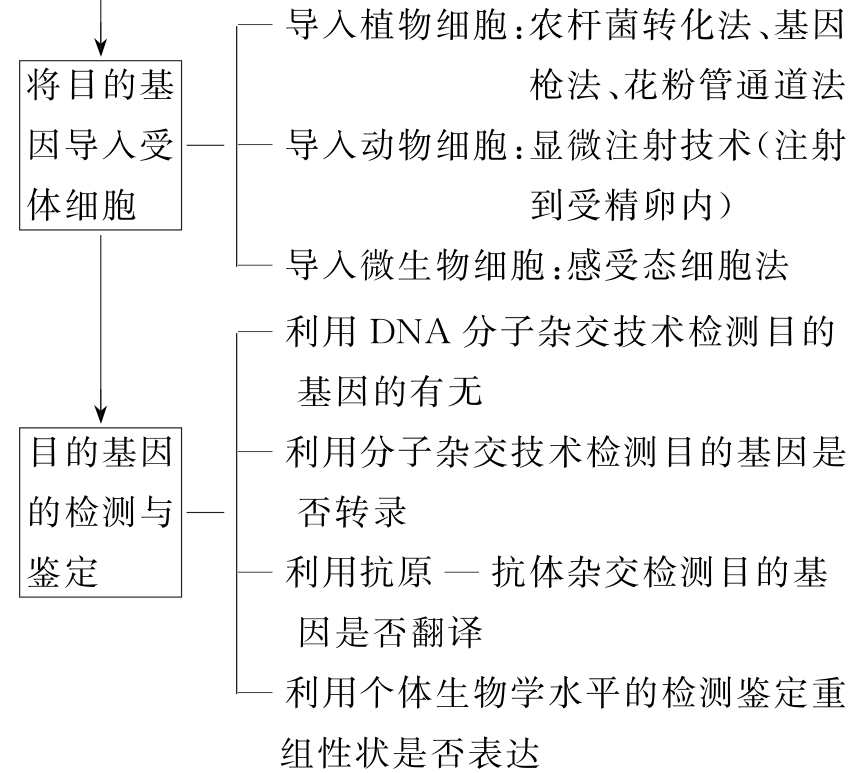 将目的基
因导入受
体细胞
导入植物细胞:农杆菌转化法、基因
枪法、花粉管通道法
导入动物细胞:显微注射技术(注射
到受精卵内)
导入微生物细胞:感受态细胞法
目的基因
的检测与
鉴定
利用 DNA 分子杂交技术检测目的
基因的有无
利用分子杂交技术检测目的基因是
否转录
利用抗原 — 抗体杂交检测目的基
因是否翻译
利用个体生物学水平的检测鉴定重
组性状是否表达